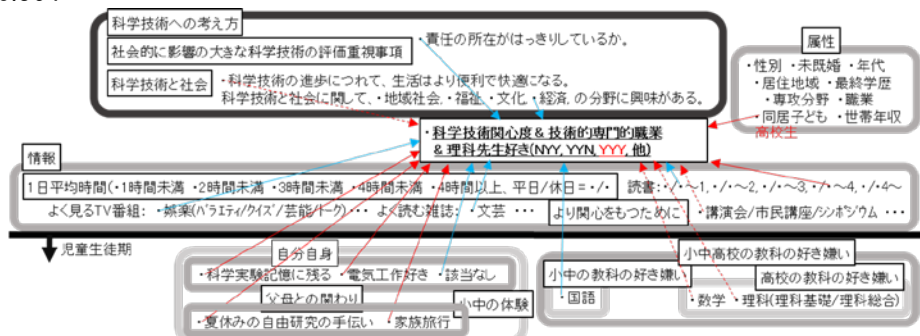 科学技術への考え方
社会的に影響の大きな科学技術の評価重視事項
・責任の所在がはっきりしているか。
科学技術と社会
・科学技術の進歩につれて、生活はより便利で快適になる。
科学技術と社会に関して、・地域社会,・福祉,・文化,・経済, の分野に興味がある。
属性
・性別 ・未既婚 ・年代
・居住地域 ・最終学歴
・専攻分野 ・職業
・同居子ども ・世帯年収
高校生
・科学技術関心度 & 技術的専門的職業
& 理科先生好き(NYY, YYN, YYY, 他)
情報
1日平均時間(・1時間未満 ・2時間未満 ・3時間未満 ・4時間未満 ・4時間以上、平日/休日=・/・)
読書:・/・~1,・/・~2,・/・~3,・/・~4,・/・4~
よく見るTV番組: ・娯楽(バラエティ/クイズ/芸能/トーク)・・・ よく読む雑誌: ・文芸 ・・・
より関心をもつために
・講演会/市民講座/シンポジウム ・・・
児童生徒期
自分自身
・科学実験記憶に残る ・電気工作好き ・該当なし
父母との関わり
小中の体験
・夏休みの自由研究の手伝い ・家族旅行
小中高校の教科の好き嫌い
小中の教科の好き嫌い
高校の教科の好き嫌い
・国語
・数学 ・理科(理科基礎/理科総合)